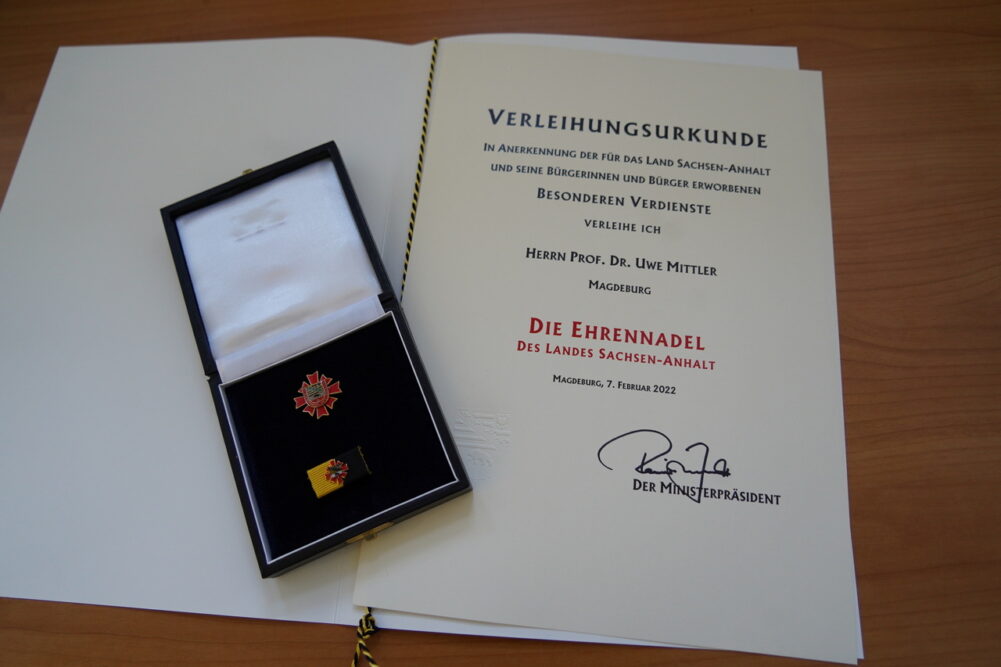 VERLEIHUNGSURKUNDE
IN ANERKENNUNG DER FÜR DAS LAND SACHSEN-ANHALT
UND SEINE BÜRGERINNEN UND BÜRGER ERWORBENEN
BESONDEREN VERDIENSTE
VERLEIHE ICH
HERRN PROF. DR. UWE MITTLER
MAGDEBURG
DIE EHRENNADEL
DES LANDES SACHSEN-ANHALT
MAGDEBURG, 7. FEBRUAR 2022
DER MINISTERPRÄSIDENT